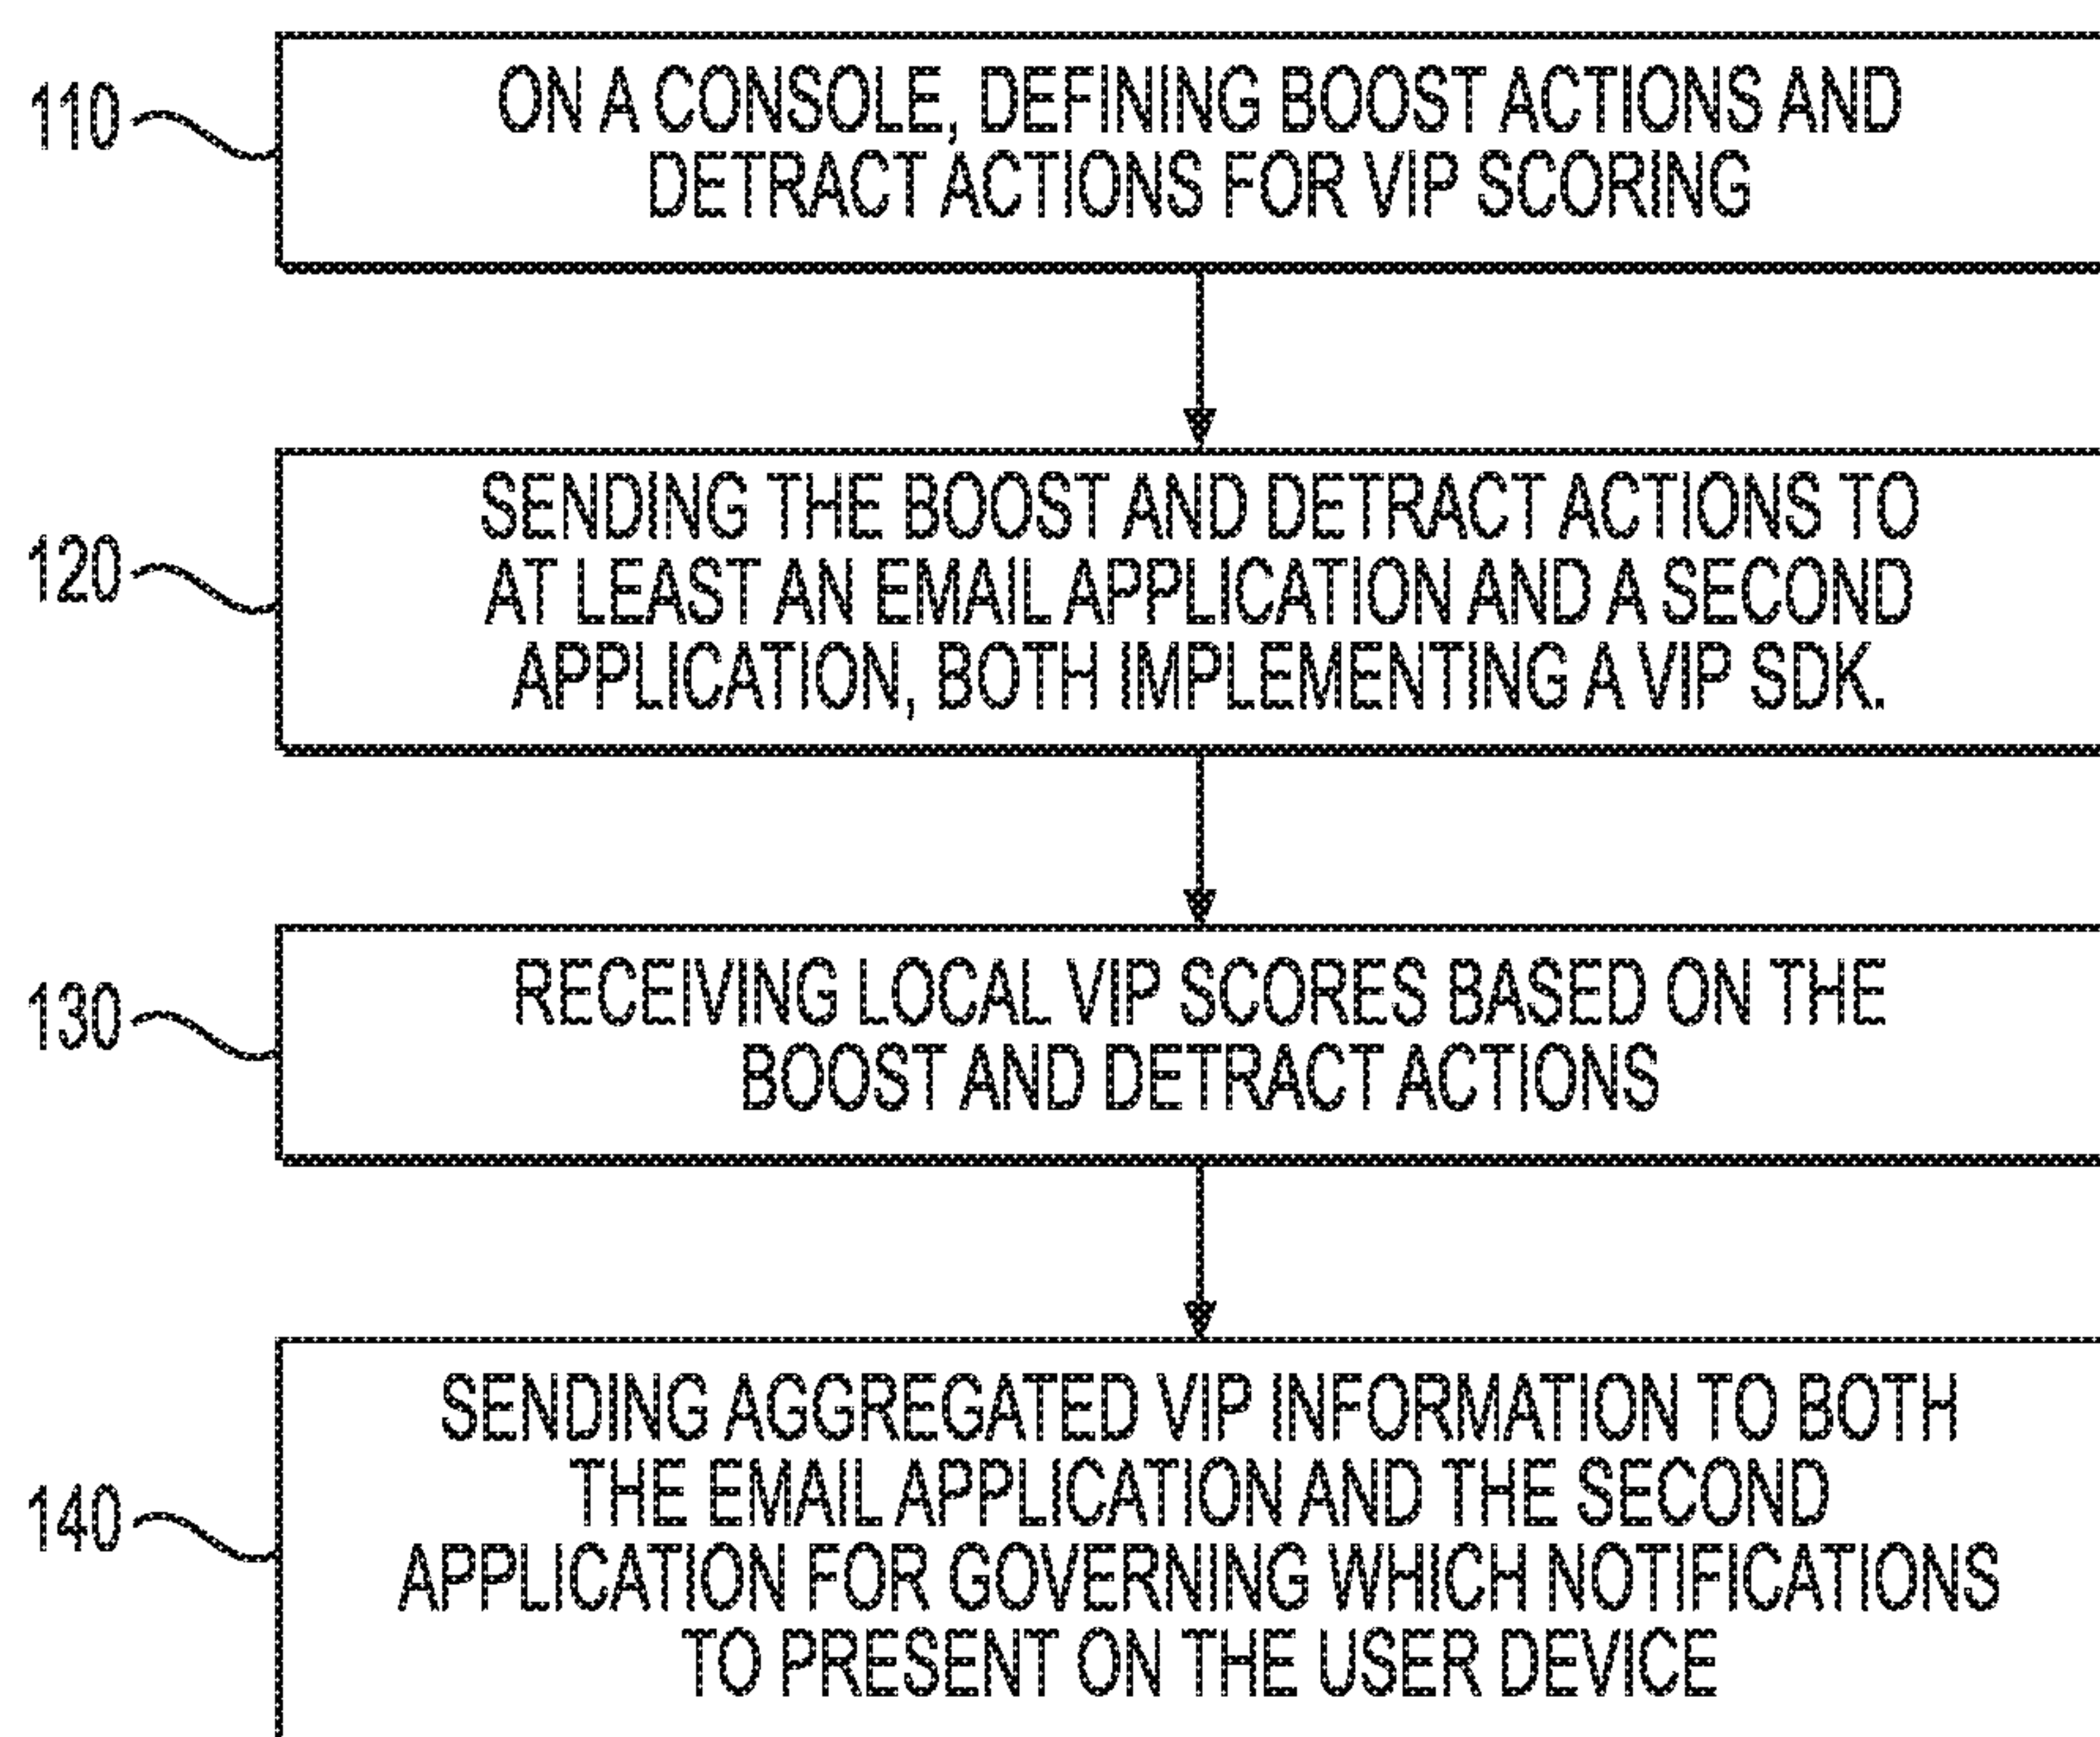 110
ON A CONSOLE, DEFINING BOOST ACTIONS AND
DETRACT ACTIONS FOR VIP SCORING
120
SENDING THE BOOST AND DETRACT ACTIONS TO
AT LEAST AN EMAIL APPLICATION AND A SECOND
APPLICATION, BOTH IMPLEMENTING A VIP SDK.
130
RECEIVING LOCAL VIP SCORES BASED ON THE
BOOST AND DETRACT ACTIONS
140
SENDING AGGREGATED VIP INFORMATION TO BOTH
THE EMAIL APPLICATION AND THE SECOND
APPLICATION FOR GOVERNING WHICH NOTIFICATIONS
TO PRESENT ON THE USER DEVICE